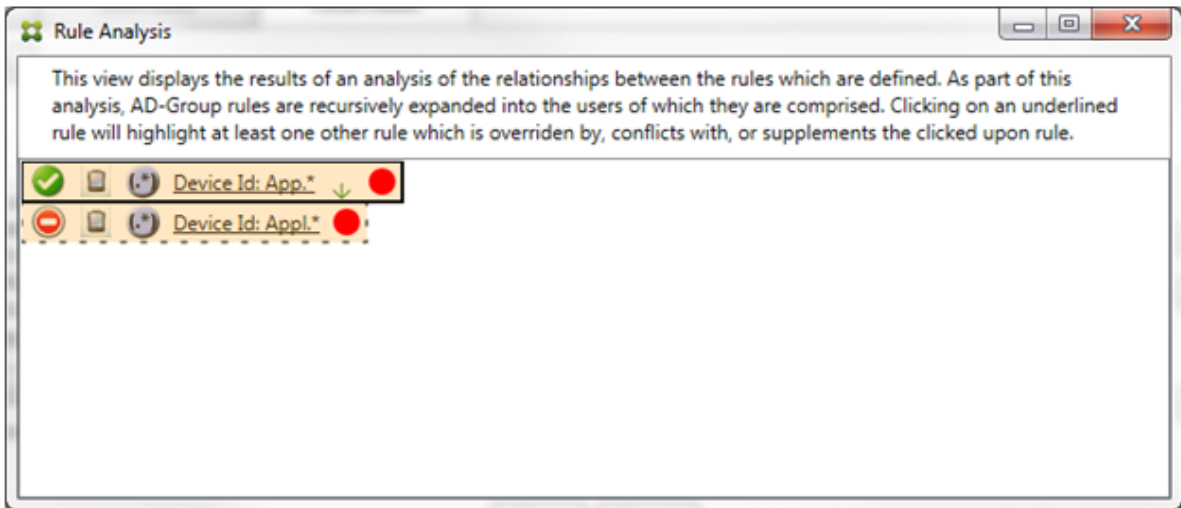 Rule Analysis
This view displays the results of an analysis of the relationships between the rules which are defined. As part of this
analysis, AD-Group rules are recursively expanded into the users of which they are comprised. Clicking on an underlined
rule will highlight at least one other rule which is overriden by, conflicts with, or supplements the clicked upon rule.
(.*) Device Id: App.*
(.*) Device Id: Appl.*